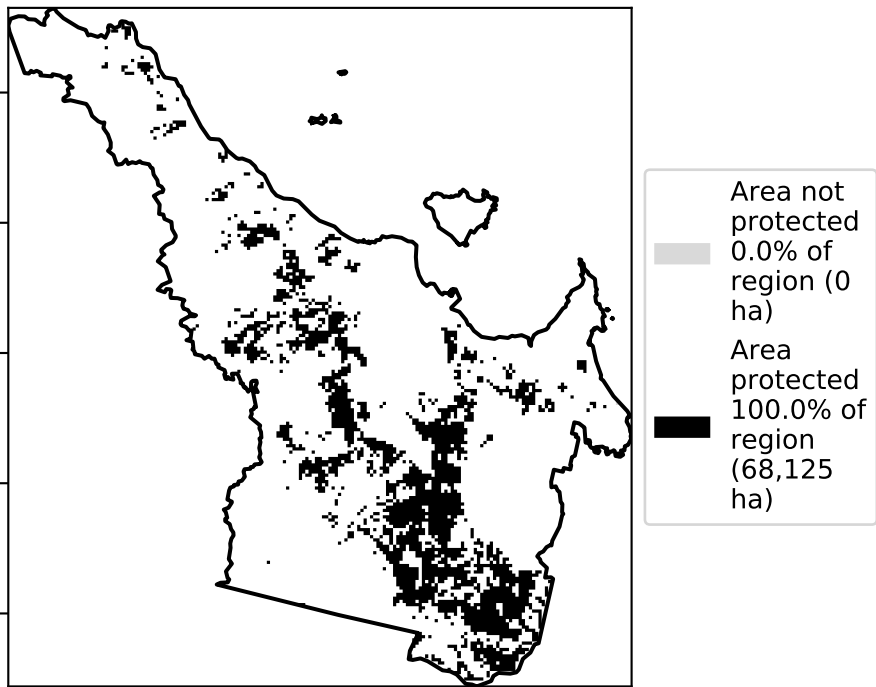 Area not
protected
0.0% of
region (0
ha)
Area
protected
100.0% of
region
(68,125
ha)